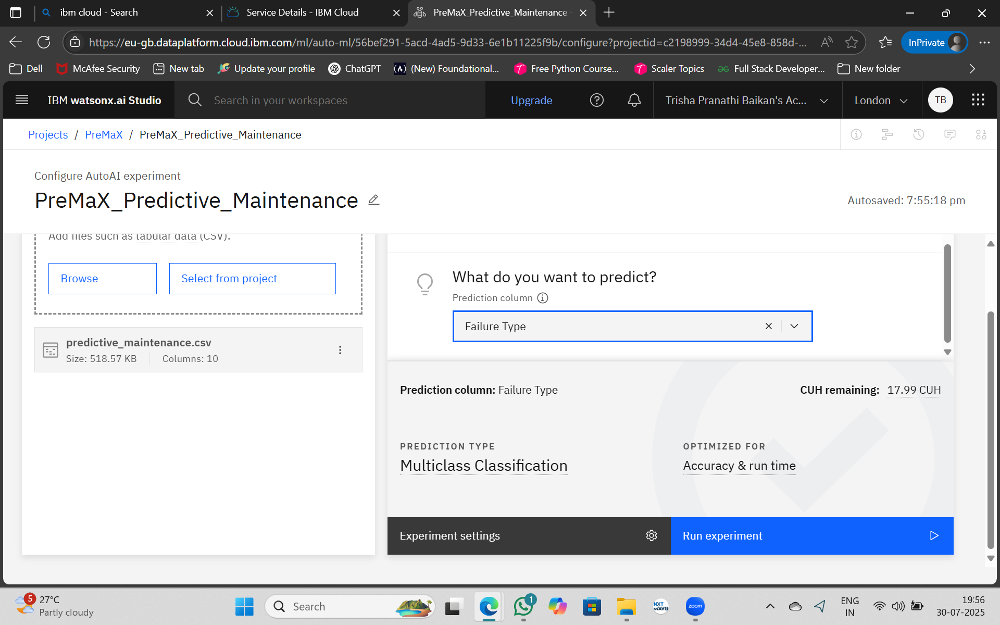 ibm cloud - Search
Service Details - IBM Cloud
PreMaX_Predictive_Maintenance -
https://eu-gb.dataplatform.cloud.ibm.com/ml/auto-ml/56bef291-5acd-4ad5-9d33-6e1b11225f9b/configure?projectid=c2198999-34d4-45e8-858d-...
InPrivate
Dell
McAfee Security
New tab
Update your profile
ChatGPT
(New) Foundational...
Free Python Course...
Scaler Topics
Full Stack Developer...
New folder
IBM watsonx.ai Studio
Search in your workspaces
Upgrade
Trisha Pranathi Baikan's Ac...
London
TB
Projects / PreMaX / PreMaX_Predictive_Maintenance
Configure AutoAI experiment
PreMaX_Predictive_Maintenance
Autosaved: 7:55:18 pm
Add files such as tabular data (CSV).
Browse
Select from project
predictive_maintenance.csv
Size: 518.57 KB
Columns: 10
What do you want to predict?
Prediction column
Failure Type
Prediction column: Failure Type
CUH remaining: 17.99 CUH
PREDICTION TYPE
Multiclass Classification
OPTIMIZED FOR
Accuracy & run time
Experiment settings
Run experiment
5
27°C
Partly cloudy
Search
1
NXT
WAVE
zoom
ENG
IN
19:56
30-07-2025